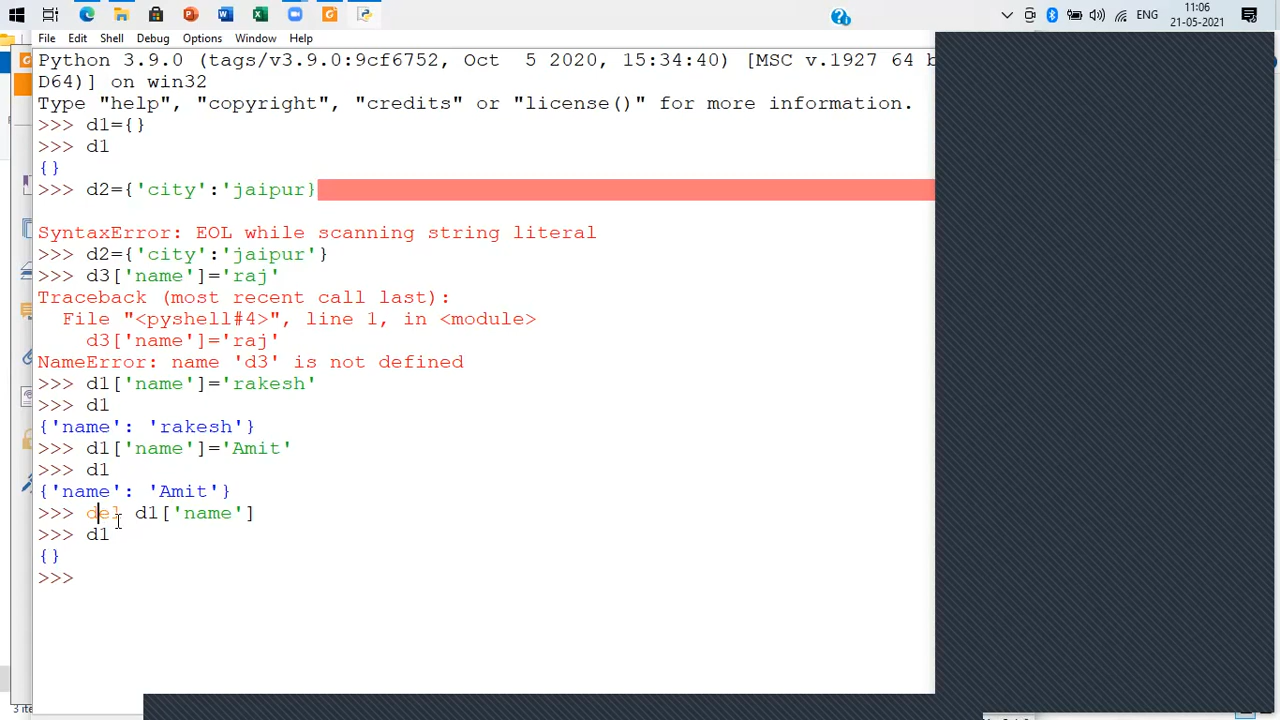 11:06
ENG
21-05-2021
File Edit Shell Debug Options Window Help
Python 3.9.0 (tags/v3.9.0:9cf6752, Oct  5 2020, 15:34:40) [MSC v.1927 64 b
D64)] on win32
Type "help", "copyright", "credits" or "license()" for more information.
>>> d1={}
>>> d1
{}
>>> d2={'city':'jaipur}
SyntaxError: EOL while scanning string literal
>>> d2={'city':'jaipur'}
>>> d3['name']='raj'
Traceback (most recent call last):
  File "<pyshell#4>", line 1, in <module>
    d3['name']='raj'
NameError: name 'd3' is not defined
>>> d1['name']='rakesh'
>>> d1
{'name': 'rakesh'}
>>> d1['name']='Amit'
>>> d1
{'name': 'Amit'}
>>> del d1['name']
>>> d1
{}
>>>
3 ite